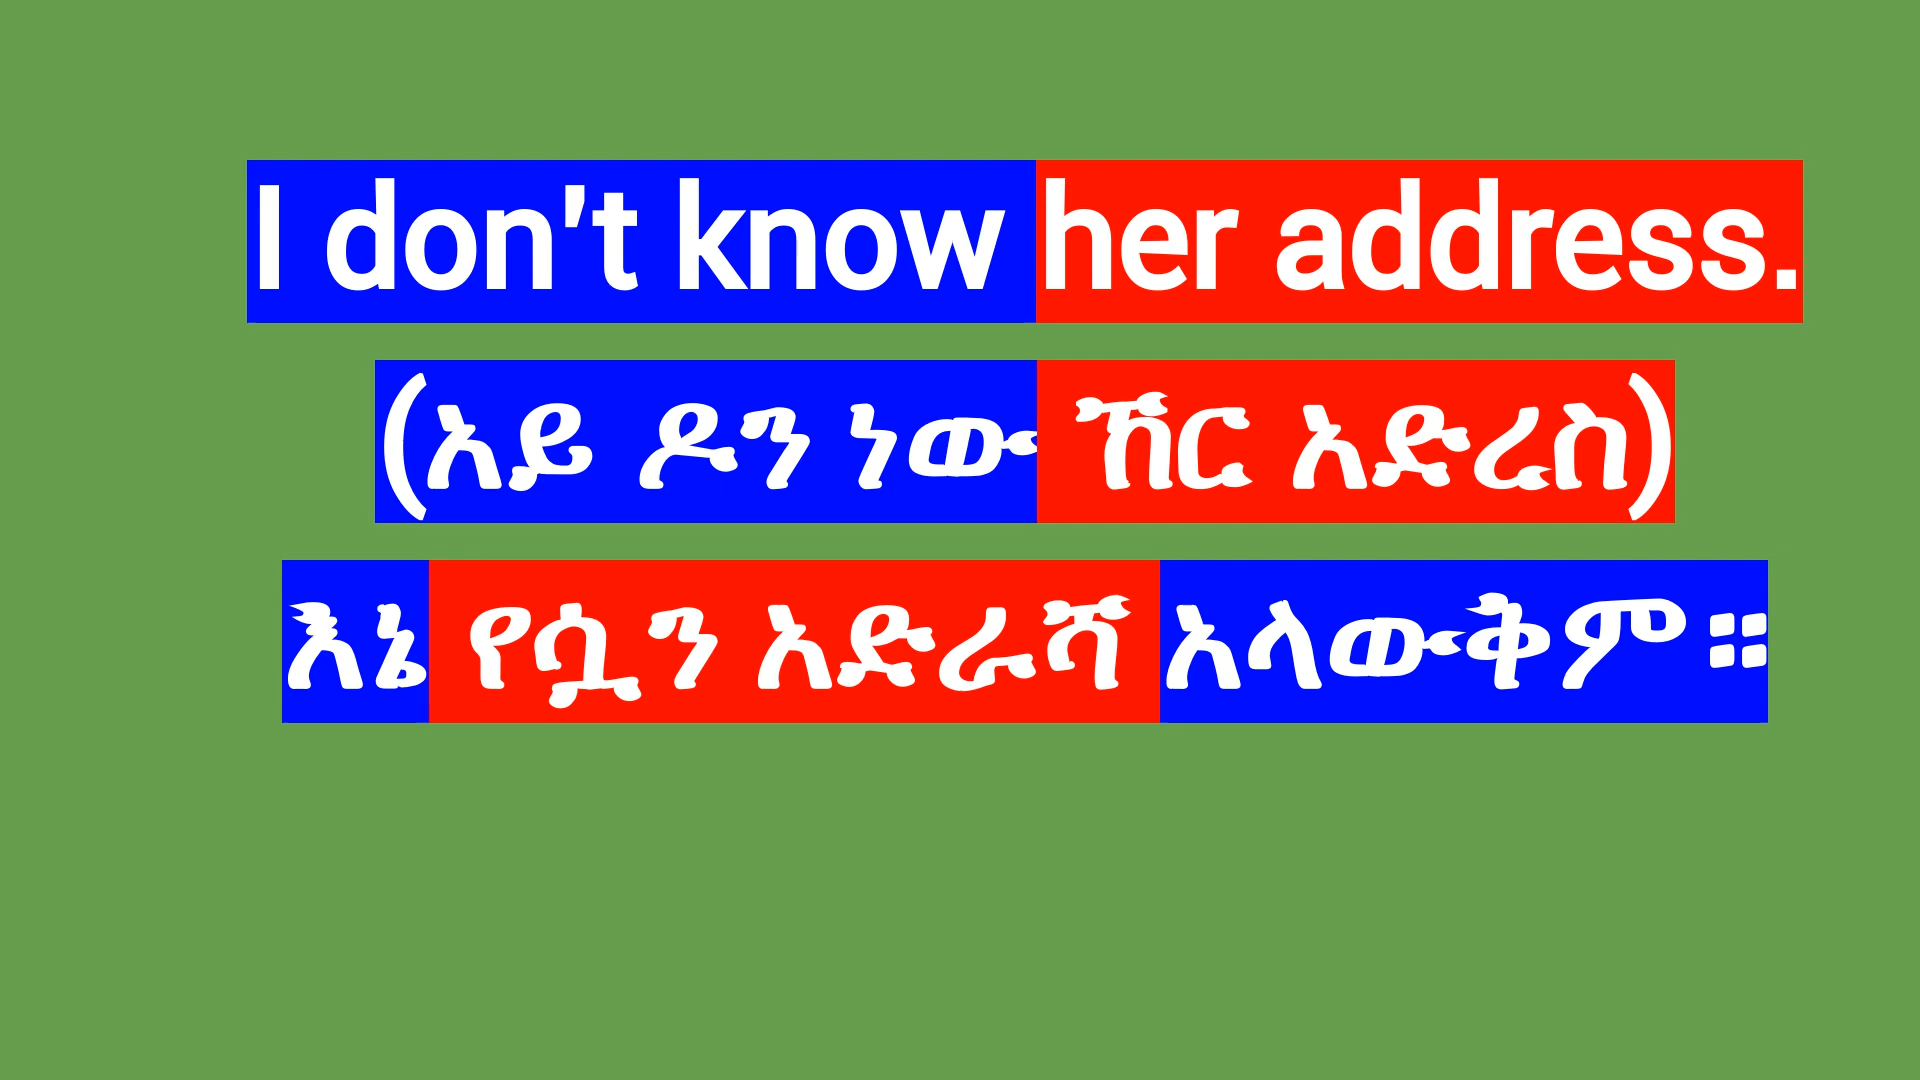 I don't know her address.
(አይ ዶን ነው ኸር አድረስ)
እኔ የሷን አድራሻ አላውቅም።